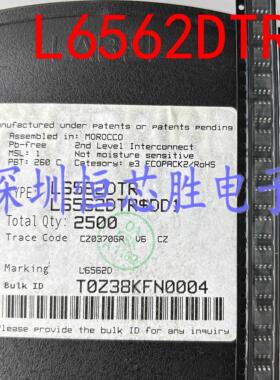 L6562DTR
Manufactured under patents or patents pending
Assembled in: MOROCCO
Pb-free 2nd Level Interconnect
MSL: 1 Not moisture sensitive
PBT: 260 C Category: e3 ECOPACK2/RoHS
TYPE: L6562DTR
L6562DTR$DD1
深圳恒芯胜电子
Total Qty: 2500
Trace Code CZ0370GR V6 CZ
Marking L6562D
Bulk ID T0Z38KFN0004
Please provide the bulk ID for any inquiry